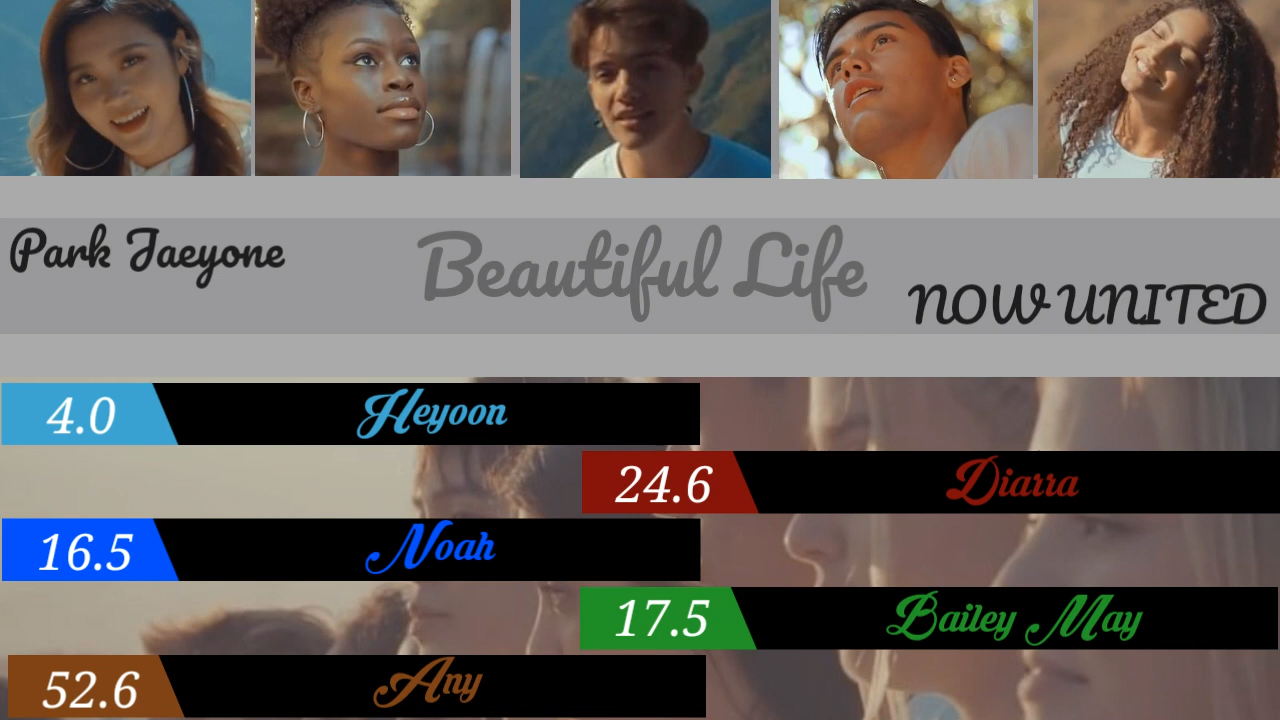 Park Jaeyone
Beautiful Life
NOW UNITED
4.0 Heyoon
24.6 Diarra
16.5 Noah
17.5 Bailey May
52.6 Any